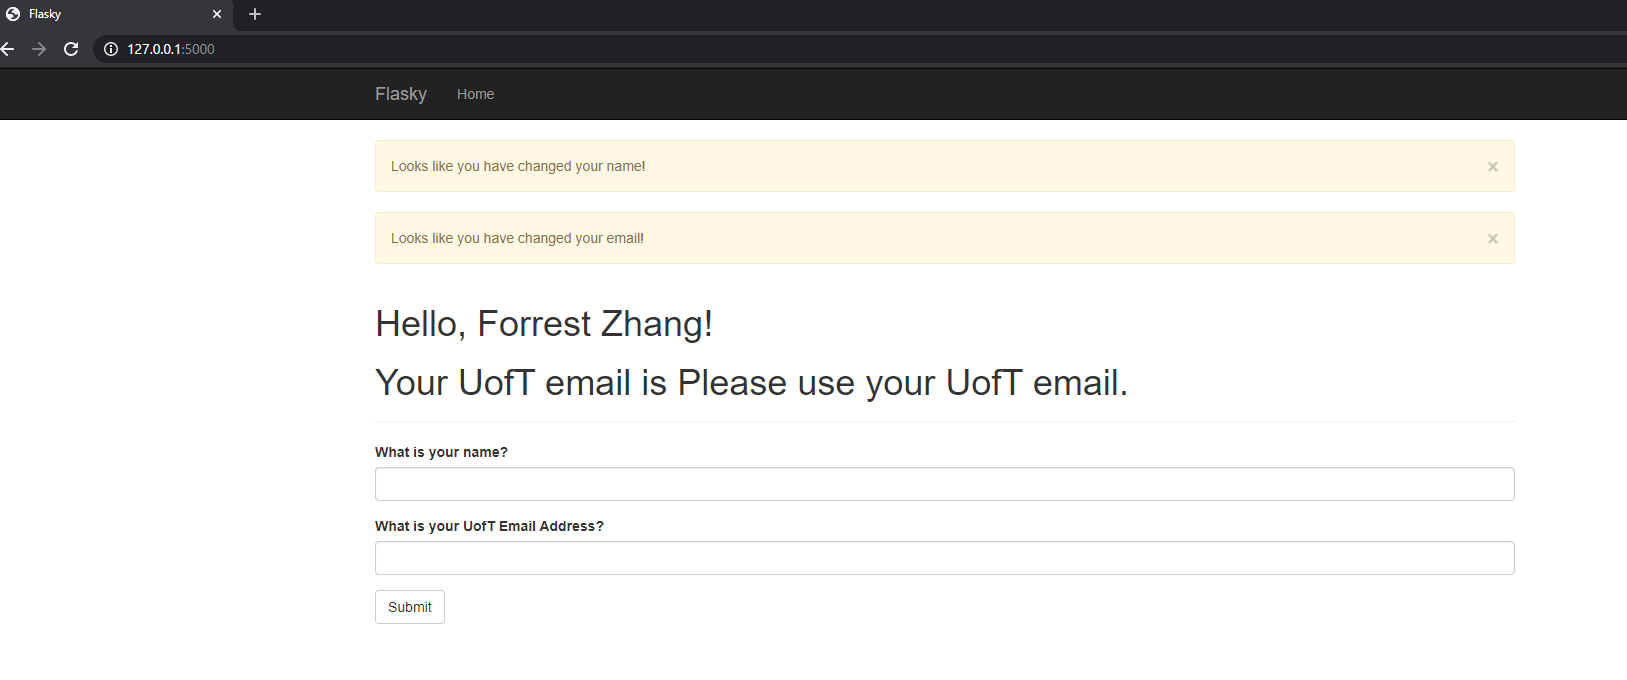 Flasky
127.0.0.1:5000
Flasky Home
Looks like you have changed your name! ×
Looks like you have changed your email! ×
Hello, Forrest Zhang!
Your UofT email is Please use your UofT email.
What is your name?
What is your UofT Email Address?
Submit